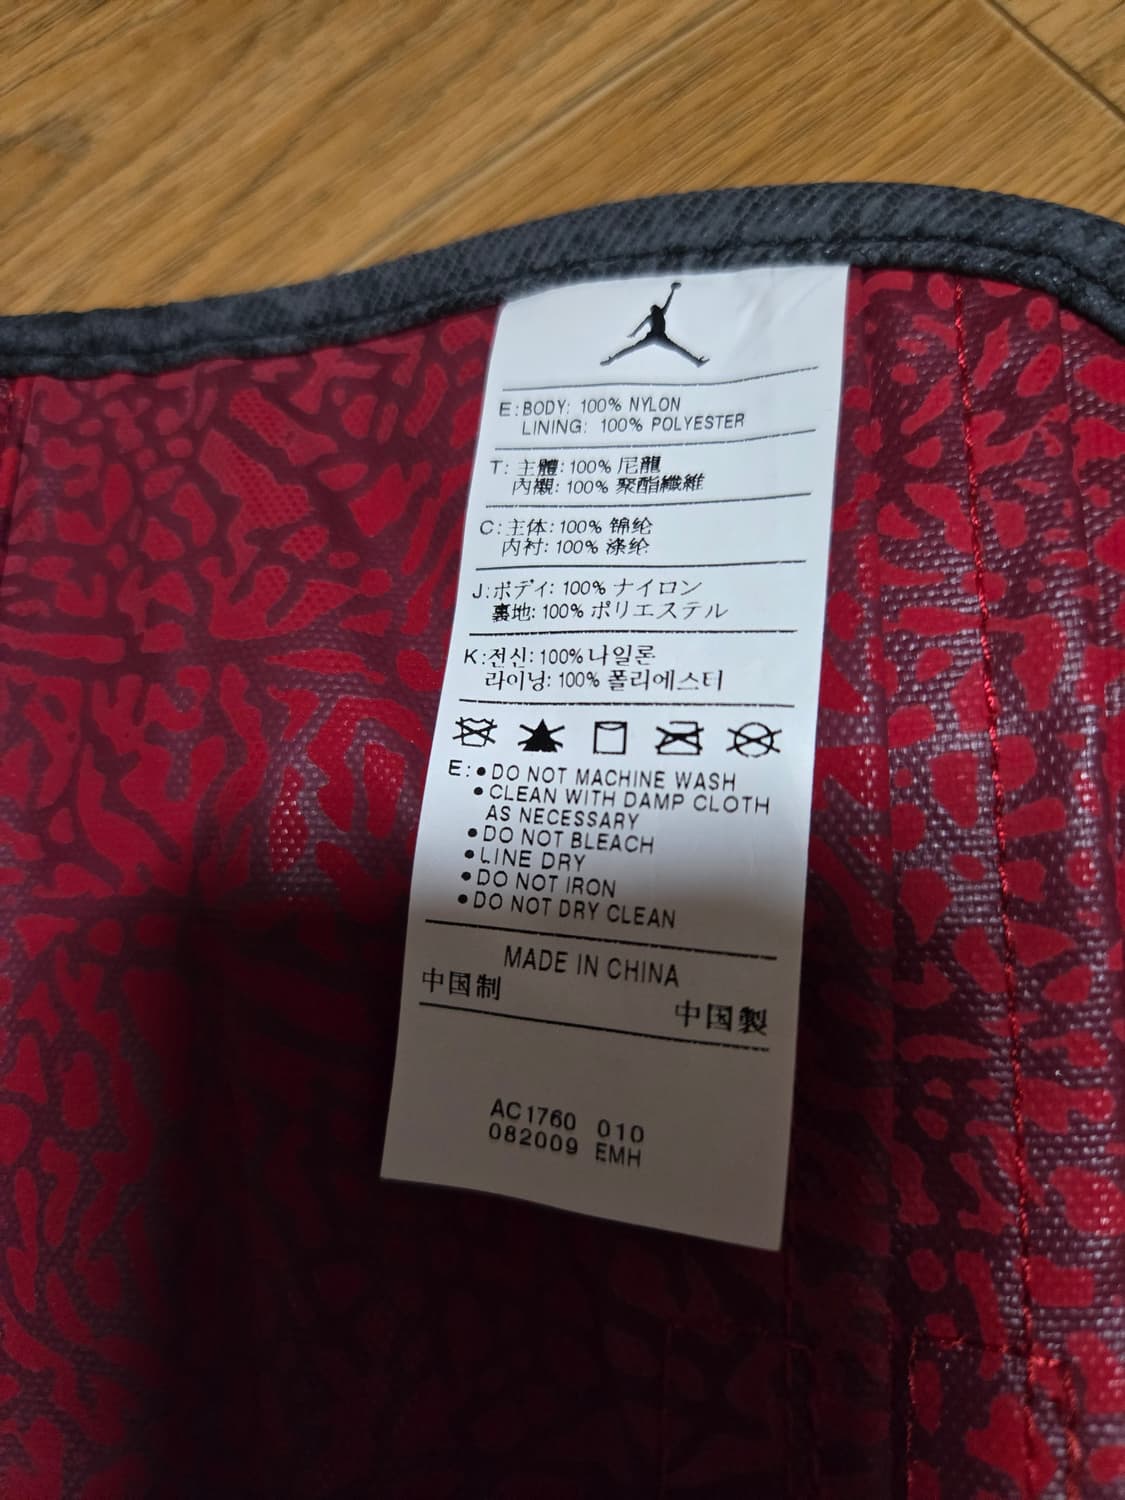 E: BODY: 100% NYLON
LINING: 100% POLYESTER
T: 主體: 100% 尼龍
內襯: 100% 聚酯纖維
C: 主体: 100% 锦纶
内衬: 100% 涤纶
J: ボディ: 100% ナイロン
裏地: 100% ポリエステル
K: 전신: 100% 나일론
라이닝: 100% 폴리에스터
E: • DO NOT MACHINE WASH
• CLEAN WITH DAMP CLOTH
AS NECESSARY
• DO NOT BLEACH
• LINE DRY
• DO NOT IRON
• DO NOT DRY CLEAN
MADE IN CHINA
中国制
中国製
AC1760 010
082009 EMH